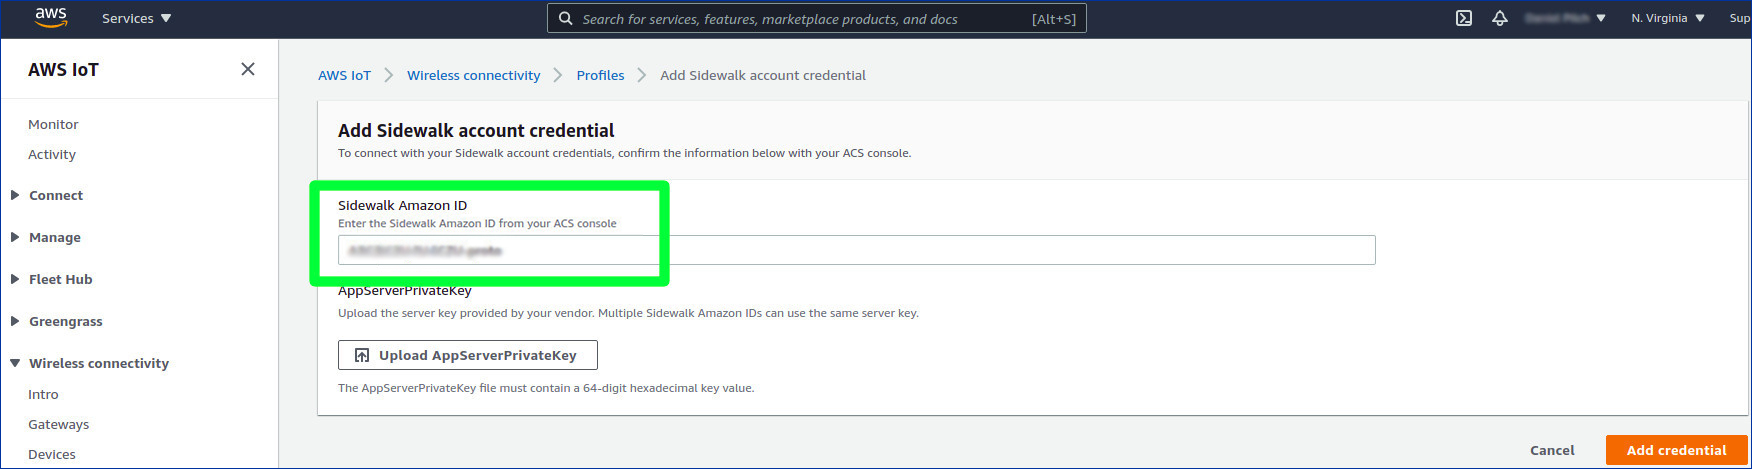 aws Services Search for services, features, marketplace products, and docs [Alt+S] N. Virginia Sup
AWS IoT
Monitor
Activity
Connect
Manage
Fleet Hub
Greengrass
Wireless connectivity
Intro
Gateways
Devices
AWS IoT Wireless connectivity Profiles Add Sidewalk account credential
Add Sidewalk account credential
To connect with your Sidewalk account credentials, confirm the information below with your ACS console.
Sidewalk Amazon ID
Enter the Sidewalk Amazon ID from your ACS console
AppServerPrivateKey
Upload the server key provided by your vendor. Multiple Sidewalk Amazon IDs can use the same server key.
Upload AppServerPrivateKey
The AppServerPrivateKey file must contain a 64-digit hexadecimal key value.
Cancel Add credential